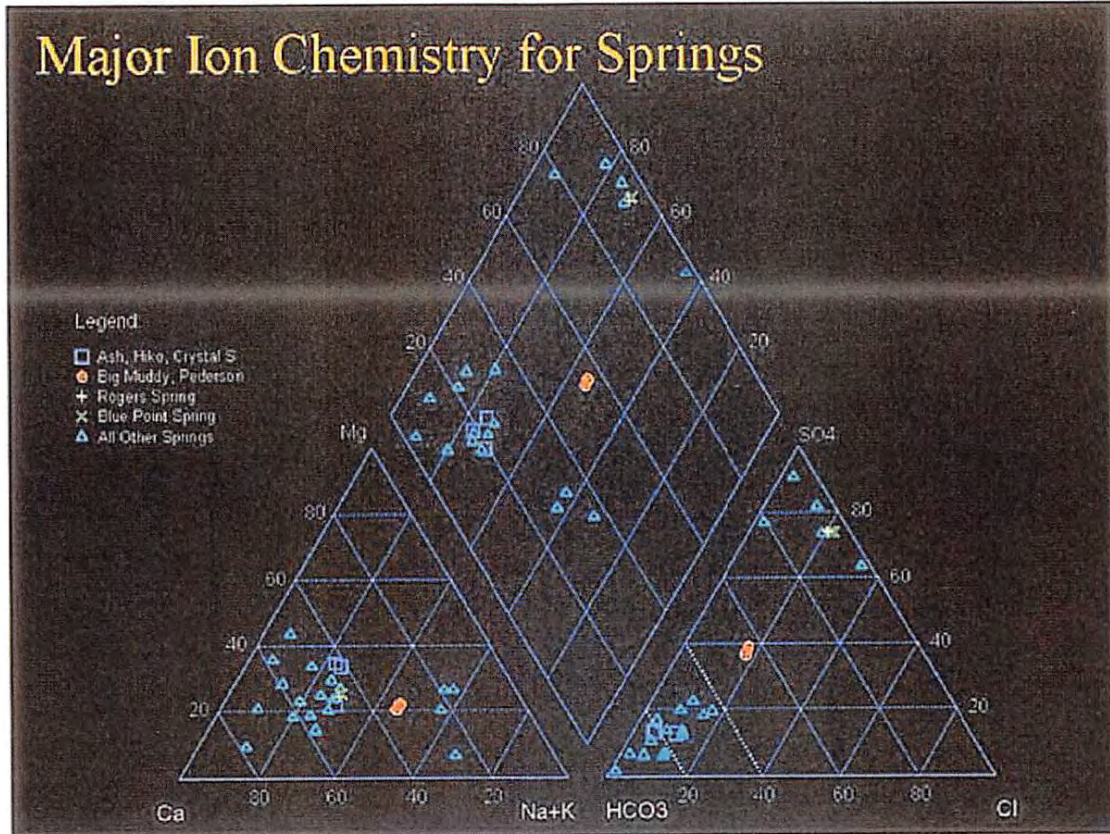 Major Ion Chemistry for Springs
80 80
60 60
40 40
20 20
Legend:
Ash, Hiko, Crystal S
Big Muddy, Pederson
Rogers Spring
Blue Point Spring
All Other Springs
Mg SO4
80 80
60 60
40 40
20 20
80 60 40 20 20 40 60 80
Ca Na+K HCO3 Cl